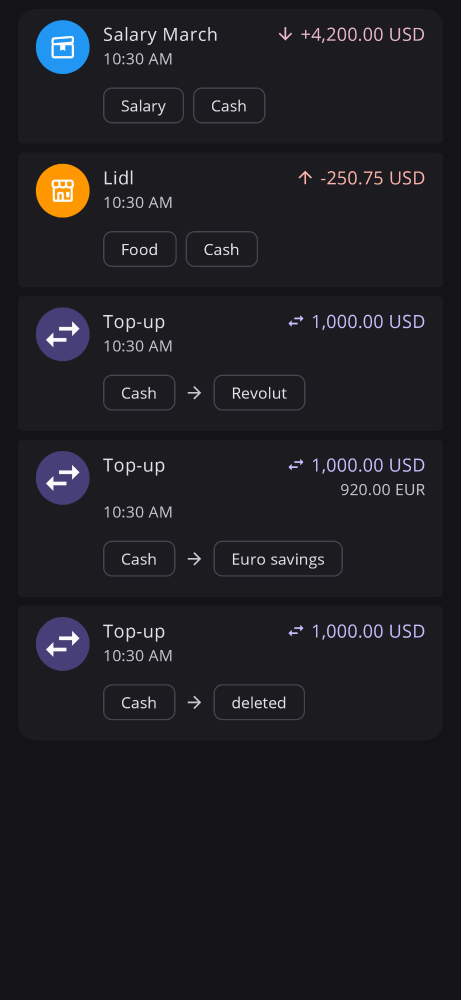 Salary March +4,200.00 USD
10:30 AM
Salary Cash
Lidl -250.75 USD
10:30 AM
Food Cash
Top-up 1,000.00 USD
10:30 AM
Cash Revolut
Top-up 1,000.00 USD
920.00 EUR
10:30 AM
Cash Euro savings
Top-up 1,000.00 USD
10:30 AM
Cash deleted